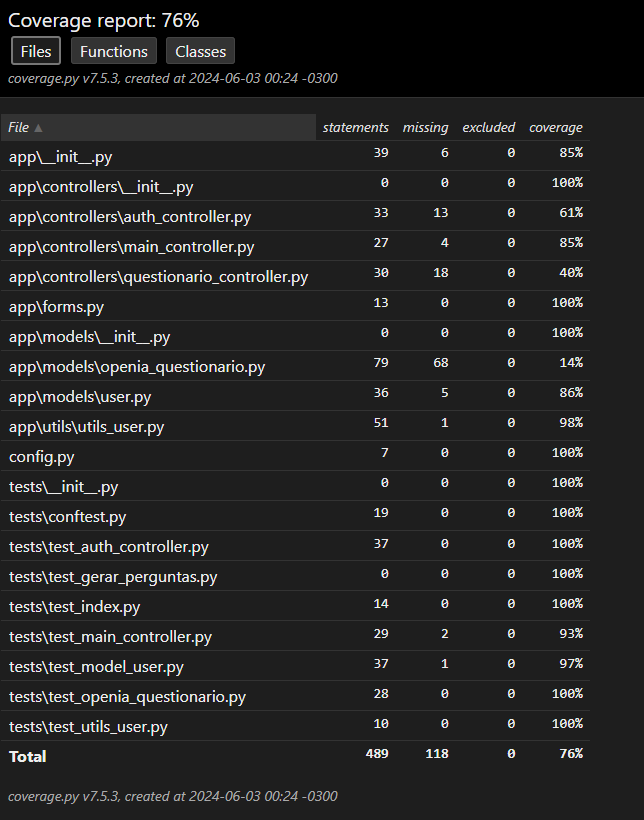 Coverage report: 76%
Files Functions Classes
coverage.py v7.5.3, created at 2024-06-03 00:24 -0300
File ▲ statements missing excluded coverage
app\__init__.py 39 6 0 85%
app\controllers\__init__.py 0 0 0 100%
app\controllers\auth_controller.py 33 13 0 61%
app\controllers\main_controller.py 27 4 0 85%
app\controllers\questionario_controller.py 30 18 0 40%
app\forms.py 13 0 0 100%
app\models\__init__.py 0 0 0 100%
app\models\openia_questionario.py 79 68 0 14%
app\models\user.py 36 5 0 86%
app\utils\utils_user.py 51 1 0 98%
config.py 7 0 0 100%
tests\__init__.py 0 0 0 100%
tests\conftest.py 19 0 0 100%
tests\test_auth_controller.py 37 0 0 100%
tests\test_gerar_perguntas.py 0 0 0 100%
tests\test_index.py 14 0 0 100%
tests\test_main_controller.py 29 2 0 93%
tests\test_model_user.py 37 1 0 97%
tests\test_openia_questionario.py 28 0 0 100%
tests\test_utils_user.py 10 0 0 100%
Total 489 118 0 76%
coverage.py v7.5.3, created at 2024-06-03 00:24 -0300